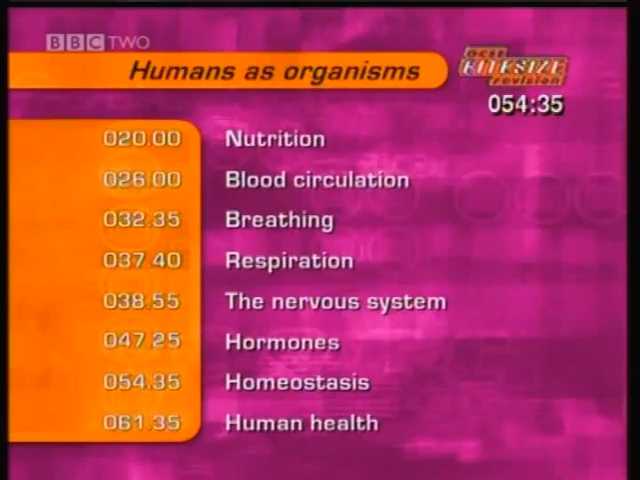 BBC TWO
Humans as organisms
GCSE
BITESIZE
revision
054:35
020.00 Nutrition
026.00 Blood circulation
032.35 Breathing
037.40 Respiration
038.55 The nervous system
047.25 Hormones
054.35 Homeostasis
061.35 Human health